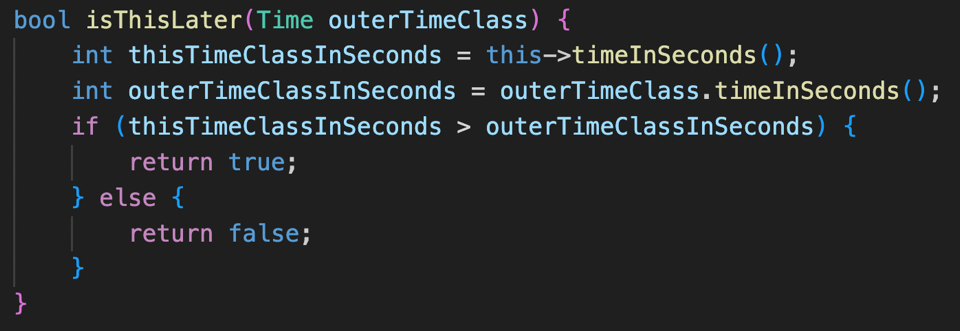 bool isThisLater(Time outerTimeClass) {
    int thisTimeClassInSeconds = this->timeInSeconds();
    int outerTimeClassInSeconds = outerTimeClass.timeInSeconds();
    if (thisTimeClassInSeconds > outerTimeClassInSeconds) {
        return true;
    } else {
        return false;
    }
}